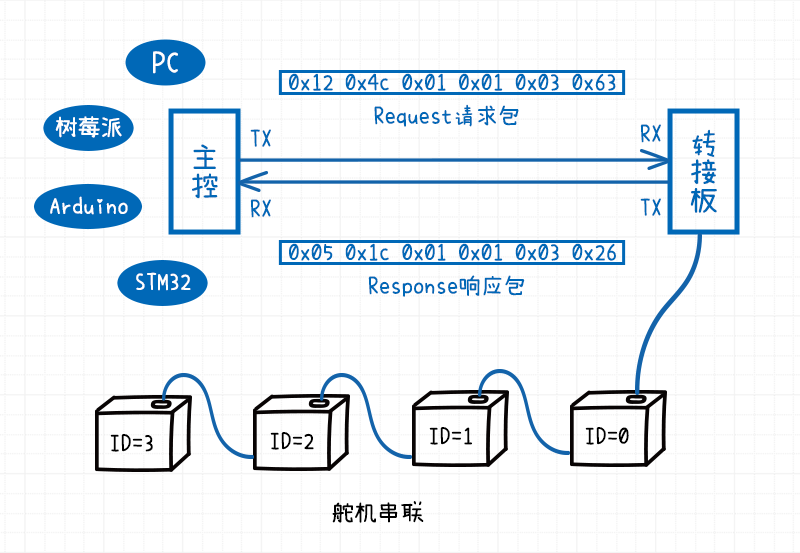 PC
0x12 0x4c 0x01 0x01 0x03 0x63
Request请求包
树莓派
TX
RX
主控
转接板
Arduino
RX
TX
0x05 0x1c 0x01 0x01 0x03 0x26
STM32
Response响应包
ID=3
ID=2
ID=1
ID=0
舵机串联